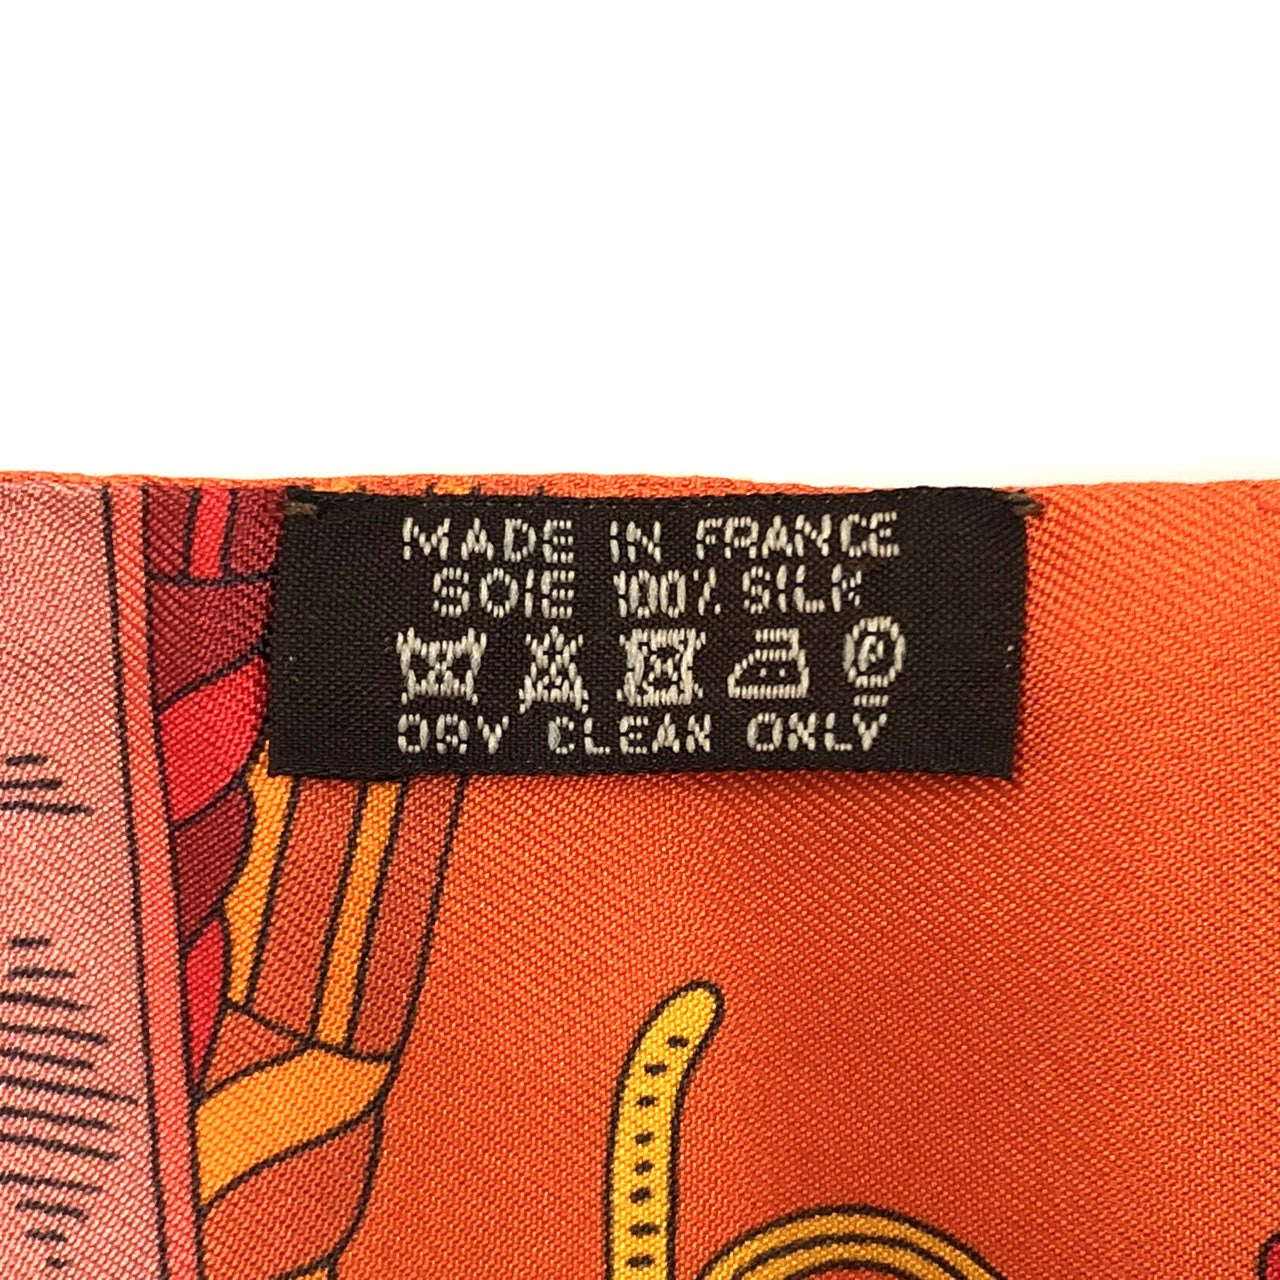 MADE IN FRANCE
SOIE 100% SILK
P
DRY CLEAN ONLY